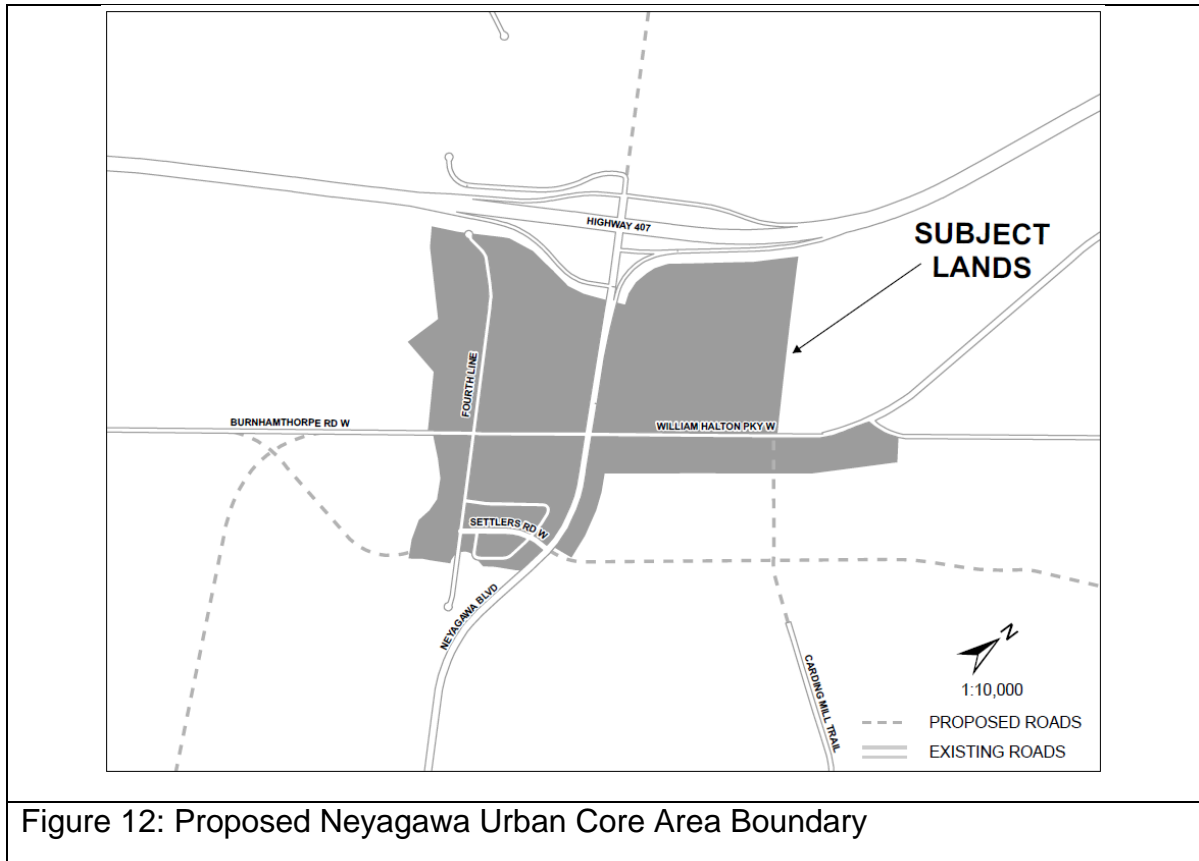 HIGHWAY 407
SUBJECT
LANDS
FOURTH LINE
BURNHAMTHORPE RD W
WILLIAM HALTON PKY W
SETTLERS RD W
NEYAGAWA BLVD
CARDING MILL TRAIL
N
1:10,000
PROPOSED ROADS
EXISTING ROADS
Figure 12: Proposed Neyagawa Urban Core Area Boundary